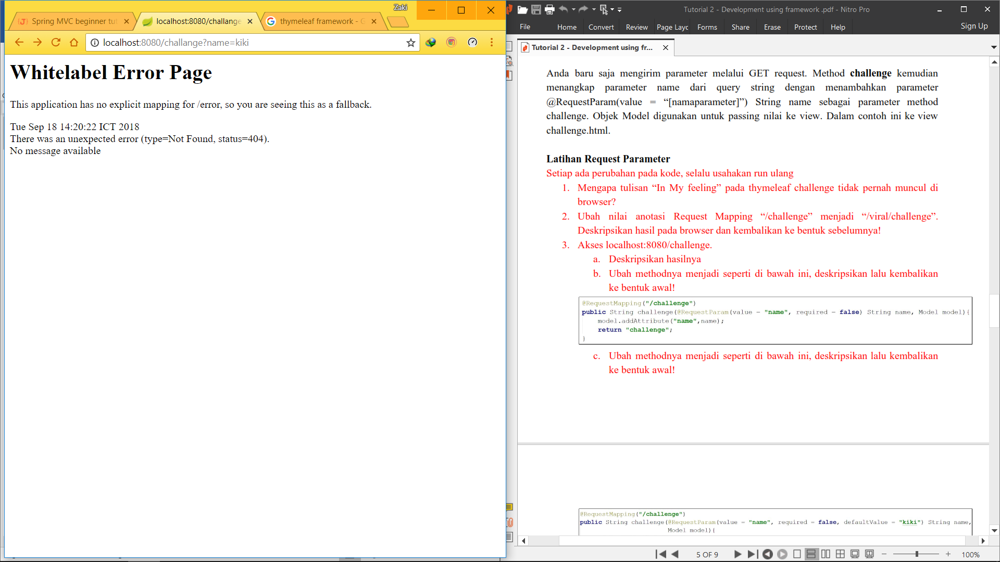 Zaki
Spring MVC beginner tut
localhost:8080/challange
thymeleaf framework - G
localhost:8080/challange?name=kiki
Whitelabel Error Page
This application has no explicit mapping for /error, so you are seeing this as a fallback.
Tue Sep 18 14:20:22 ICT 2018
There was an unexpected error (type=Not Found, status=404).
No message available
Tutorial 2 - Development using framework .pdf - Nitro Pro
File
Home
Convert
Review
Page Layc
Forms
Share
Erase
Protect
Help
Sign Up
Tutorial 2 - Development using fr...
Anda baru saja mengirim parameter melalui GET request. Method challenge kemudian
menangkap parameter name dari query string dengan menambahkan parameter
@RequestParam(value = “[namaparameter]”) String name sebagai parameter method
challenge. Objek Model digunakan untuk passing nilai ke view. Dalam contoh ini ke view
challenge.html.
Latihan Request Parameter
Setiap ada perubahan pada kode, selalu usahakan run ulang
1. Mengapa tulisan “In My feeling” pada thymeleaf challenge tidak pernah muncul di
browser?
2. Ubah nilai anotasi Request Mapping “/challenge” menjadi “/viral/challenge”.
Deskripsikan hasil pada browser dan kembalikan ke bentuk sebelumnya!
3. Akses localhost:8080/challenge.
a. Deskripsikan hasilnya
b. Ubah methodnya menjadi seperti di bawah ini, deskripsikan lalu kembalikan
ke bentuk awal!
@RequestMapping("/challenge")
public String challenge(@RequestParam(value = "name", required = false) String name, Model model){
model.addAttribute("name",name);
return "challenge";
}
c. Ubah methodnya menjadi seperti di bawah ini, deskripsikan lalu kembalikan
ke bentuk awal!
@RequestMapping("/challenge")
public String challenge(@RequestParam(value = "name", required = false, defaultValue = "kiki") String name,
Model model){
5 OF 9
100%